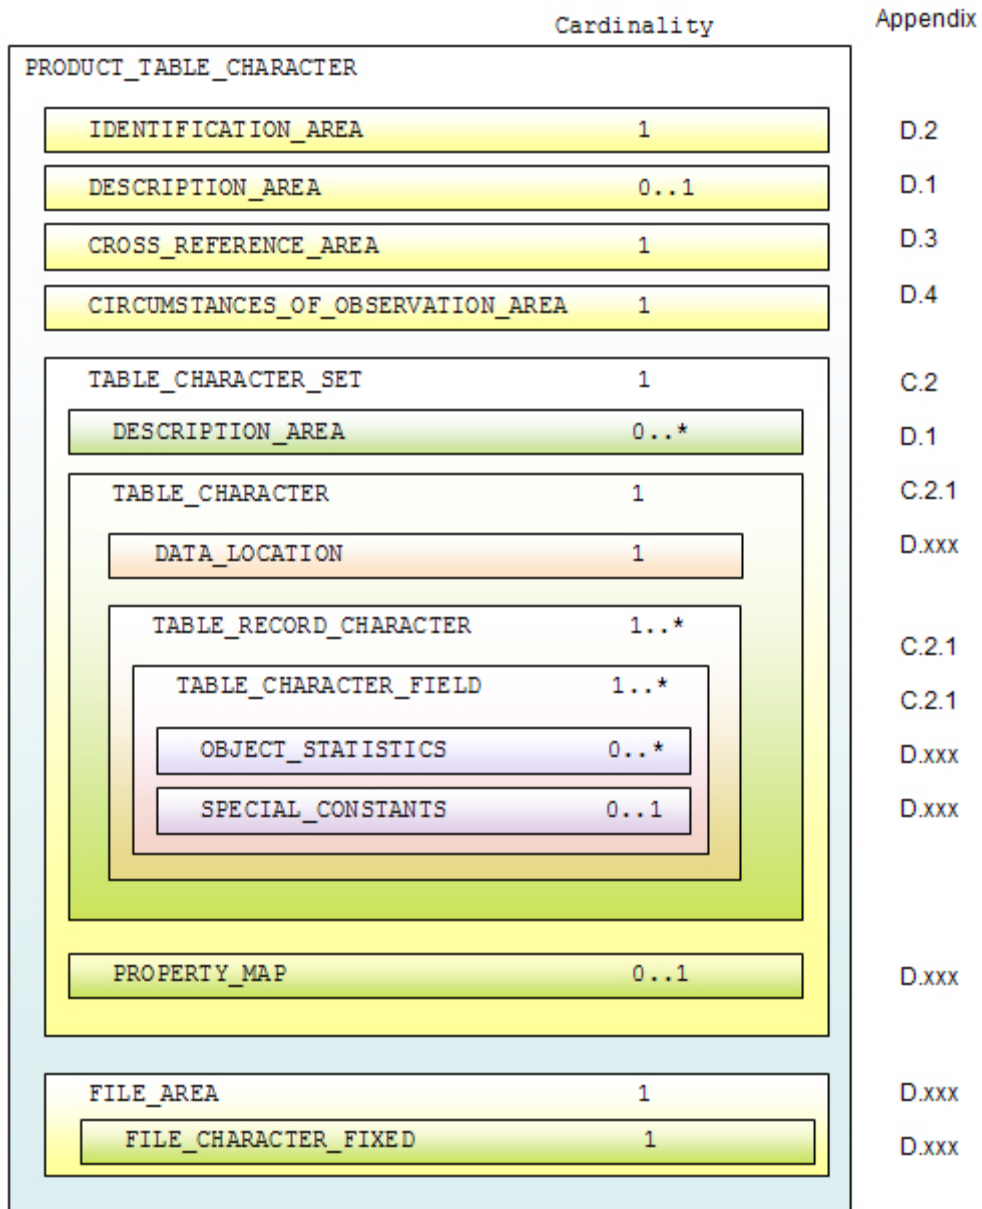 Cardinality Appendix
PRODUCT_TABLE_CHARACTER
IDENTIFICATION_AREA 1 D.2
DESCRIPTION_AREA 0..1 D.1
CROSS_REFERENCE_AREA 1 D.3
CIRCUMSTANCES_OF_OBSERVATION_AREA 1 D.4
TABLE_CHARACTER_SET 1 C.2
DESCRIPTION_AREA 0..* D.1
TABLE_CHARACTER 1 C.2.1
DATA_LOCATION 1 D.xxx
TABLE_RECORD_CHARACTER 1..* C.2.1
TABLE_CHARACTER_FIELD 1..* C.2.1
OBJECT_STATISTICS 0..* D.xxx
SPECIAL_CONSTANTS 0..1 D.xxx
PROPERTY_MAP 0..1 D.xxx
FILE_AREA 1 D.xxx
FILE_CHARACTER_FIXED 1 D.xxx